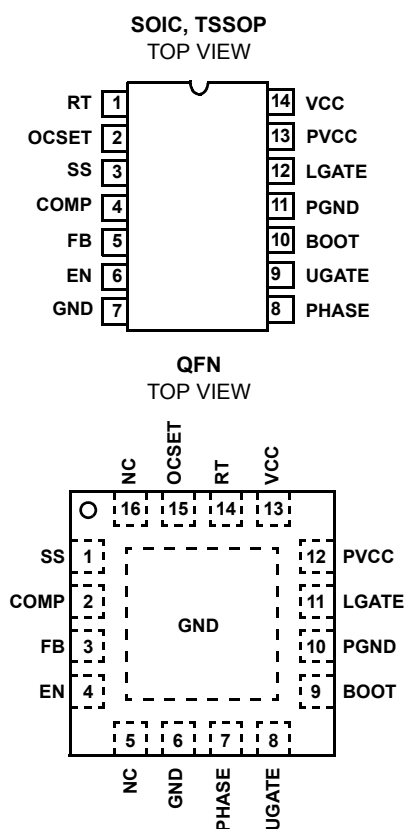 SOIC, TSSOP
TOP VIEW
RT 1 14 VCC
OCSET 2 13 PVCC
SS 3 12 LGATE
COMP 4 11 PGND
FB 5 10 BOOT
EN 6 9 UGATE
GND 7 8 PHASE
QFN
TOP VIEW
NC OCSET RT VCC
16 15 14 13
SS 1 12 PVCC
COMP 2 11 LGATE
GND
FB 3 10 PGND
EN 4 9 BOOT
5 6 7 8
NC GND PHASE UGATE